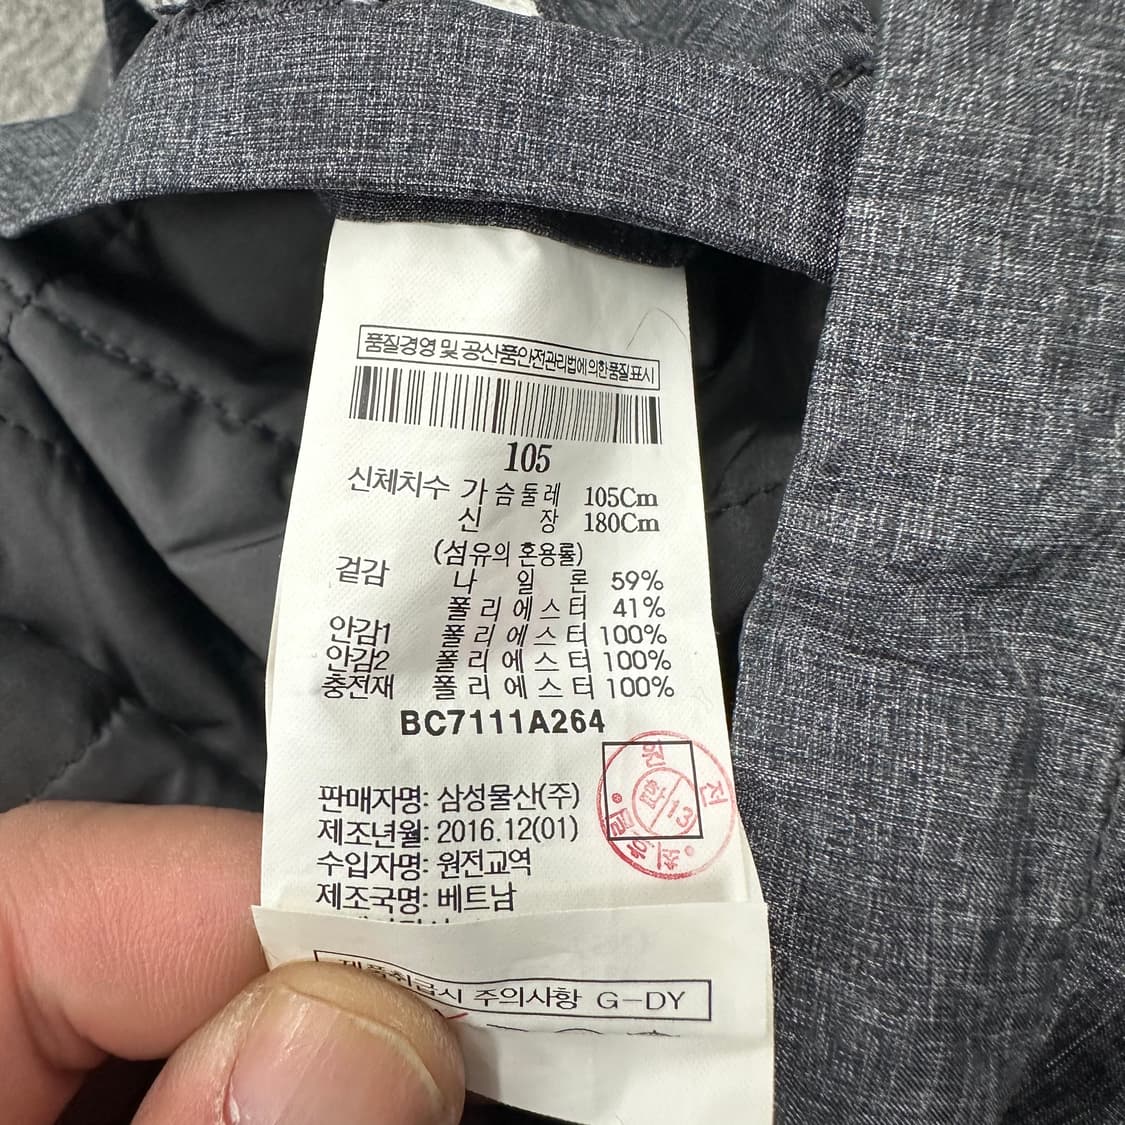 품질경영 및 공산품안전관리법에 의한 품질표시
105
신체치수 가슴둘레 105Cm
신장 180Cm
(섬유의 혼용률)
겉감 나일론 59%
폴리에스터 41%
안감1 폴리에스터 100%
안감2 폴리에스터 100%
충전재 폴리에스터 100%
BC7111A264
판매자명: 삼성물산(주)
제조년월: 2016.12(01)
수입자명: 원전교역
제조국명: 베트남
제품취급시 주의사항 G-DY
원전
13